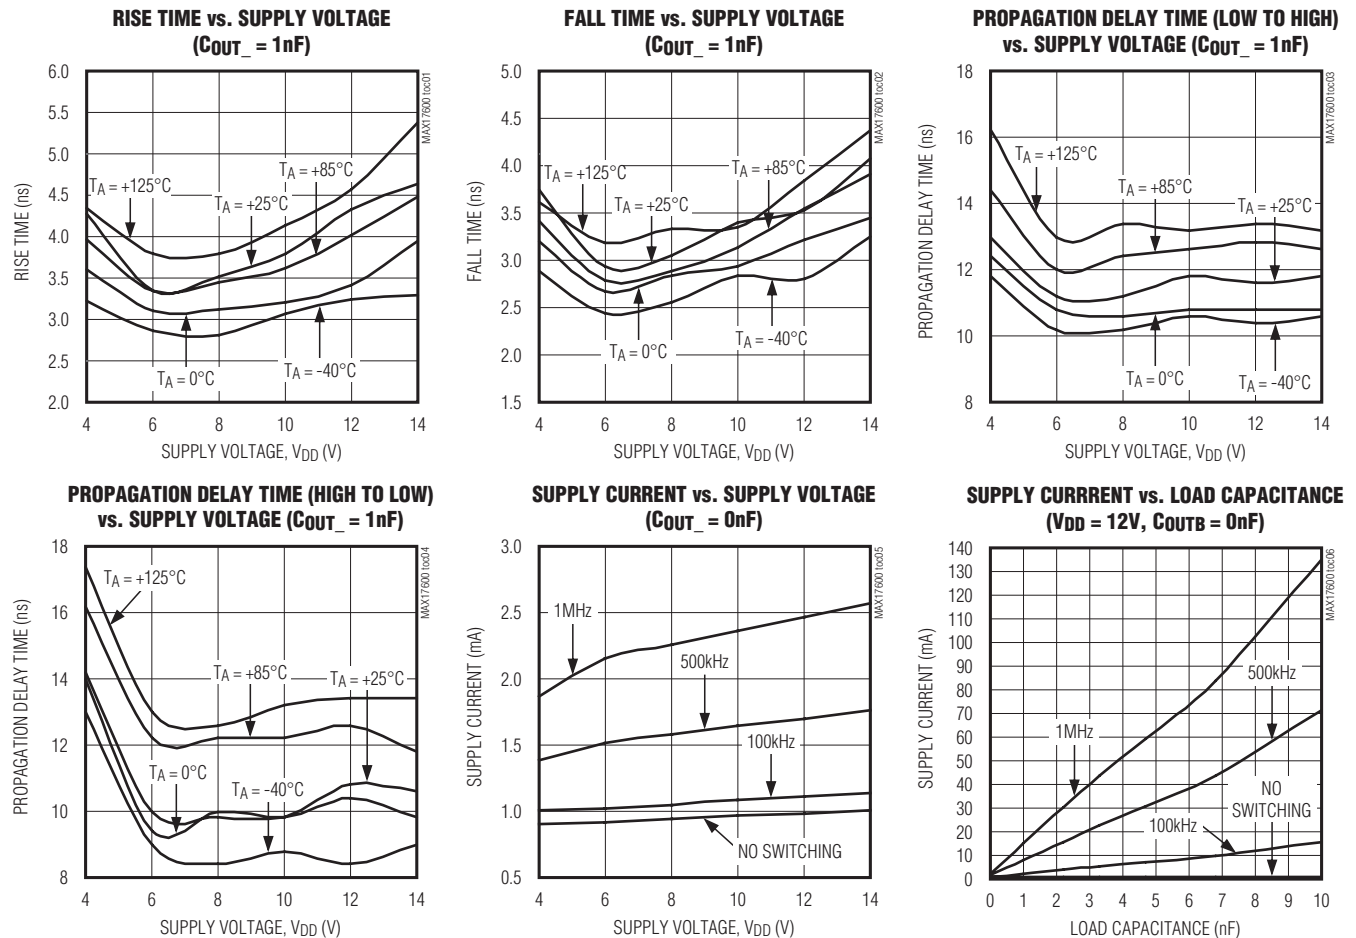 RISE TIME vs. SUPPLY VOLTAGE
(COUT_ = 1nF)
6.0
5.5
5.0
4.5
4.0
3.5
3.0
2.5
2.0
RISE TIME (ns)
MAX17600 toc01
TA = +125°C
TA = +85°C
TA = +25°C
TA = 0°C
TA = -40°C
4 6 8 10 12 14
SUPPLY VOLTAGE, VDD (V)
FALL TIME vs. SUPPLY VOLTAGE
(COUT_ = 1nF)
5.0
4.5
4.0
3.5
3.0
2.5
2.0
1.5
FALL TIME (ns)
MAX17600 toc02
TA = +125°C
TA = +85°C
TA = +25°C
TA = 0°C
TA = -40°C
4 6 8 10 12 14
SUPPLY VOLTAGE, VDD (V)
PROPAGATION DELAY TIME (LOW TO HIGH)
vs. SUPPLY VOLTAGE (COUT_ = 1nF)
18
16
14
12
10
8
PROPAGATION DELAY TIME (ns)
MAX17600 toc03
TA = +125°C
TA = +85°C
TA = +25°C
TA = 0°C
TA = -40°C
4 6 8 10 12 14
SUPPLY VOLTAGE, VDD (V)
PROPAGATION DELAY TIME (HIGH TO LOW)
vs. SUPPLY VOLTAGE (COUT_ = 1nF)
18
16
14
12
10
8
PROPAGATION DELAY TIME (ns)
MAX17600 toc04
TA = +125°C
TA = +85°C
TA = +25°C
TA = 0°C
TA = -40°C
4 6 8 10 12 14
SUPPLY VOLTAGE, VDD (V)
SUPPLY CURRENT vs. SUPPLY VOLTAGE
(COUT_ = 0nF)
3.0
2.5
2.0
1.5
1.0
0.5
SUPPLY CURRENT (mA)
MAX17600 toc05
1MHz
500kHz
100kHz
NO SWITCHING
4 6 8 10 12 14
SUPPLY VOLTAGE, VDD (V)
SUPPLY CURRRENT vs. LOAD CAPACITANCE
(VDD = 12V, COUTB = 0nF)
140
130
120
110
100
90
80
70
60
50
40
30
20
10
0
SUPPLY CURRENT (mA)
MAX17600 toc06
1MHz
500kHz
NO
SWITCHING
100kHz
0 1 2 3 4 5 6 7 8 9 10
LOAD CAPACITANCE (nF)